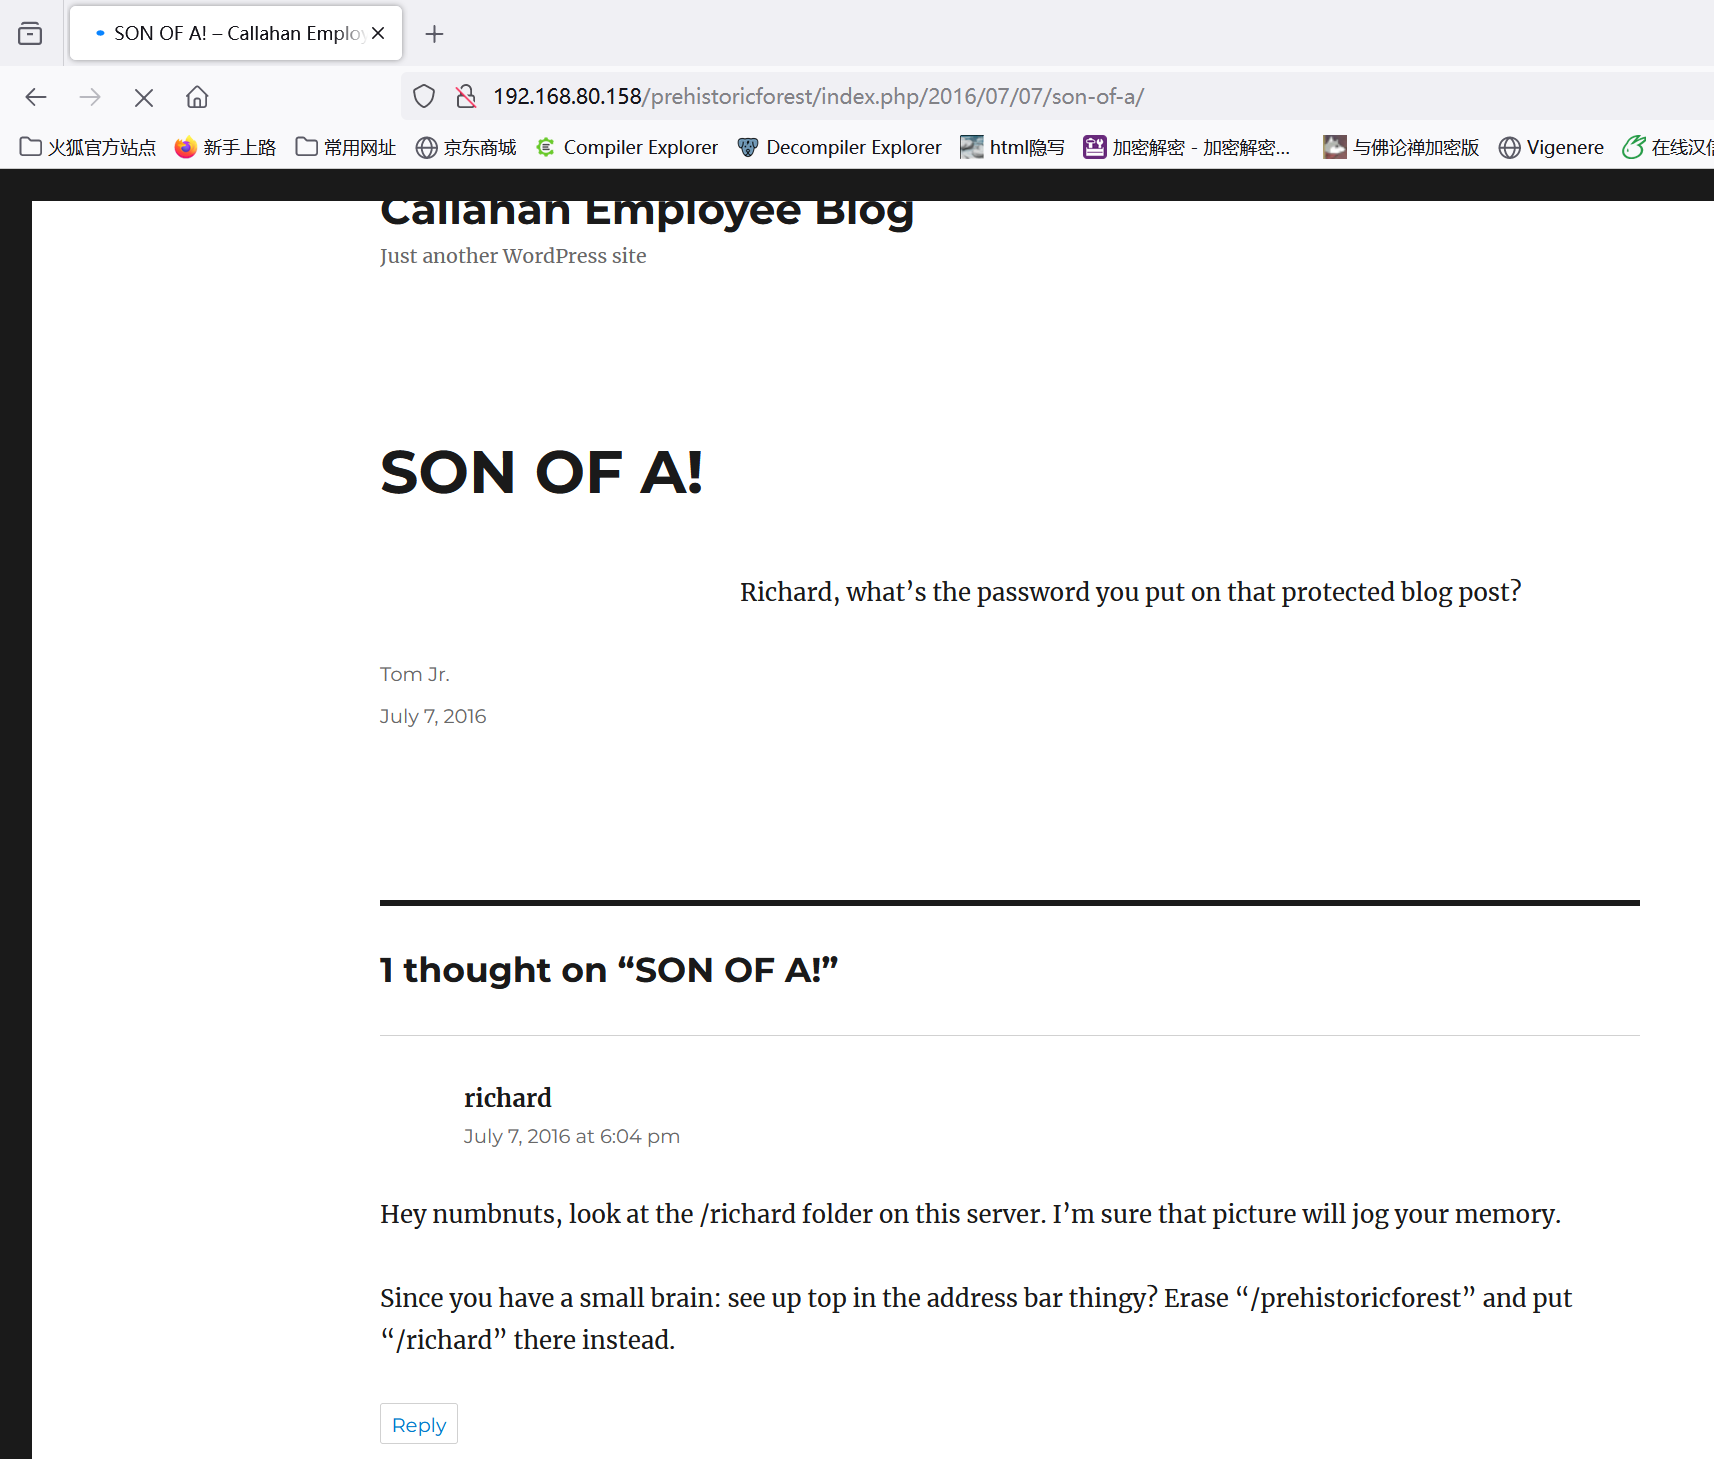 SON OF A! – Callahan Employ
192.168.80.158/prehistoricforest/index.php/2016/07/07/son-of-a/
火狐官方站点 新手上路 常用网址 京东商城 Compiler Explorer Decompiler Explorer html隐写 加密解密 - 加密解密... 与佛论禅加密版 Vigenere 在线汉信
Callahan Employee Blog
Just another WordPress site
SON OF A!
Richard, what’s the password you put on that protected blog post?
Tom Jr.
July 7, 2016
1 thought on “SON OF A!”
richard
July 7, 2016 at 6:04 pm
Hey numbnuts, look at the /richard folder on this server. I’m sure that picture will jog your memory.
Since you have a small brain: see up top in the address bar thingy? Erase “/prehistoricforest” and put
“/richard” there instead.
Reply